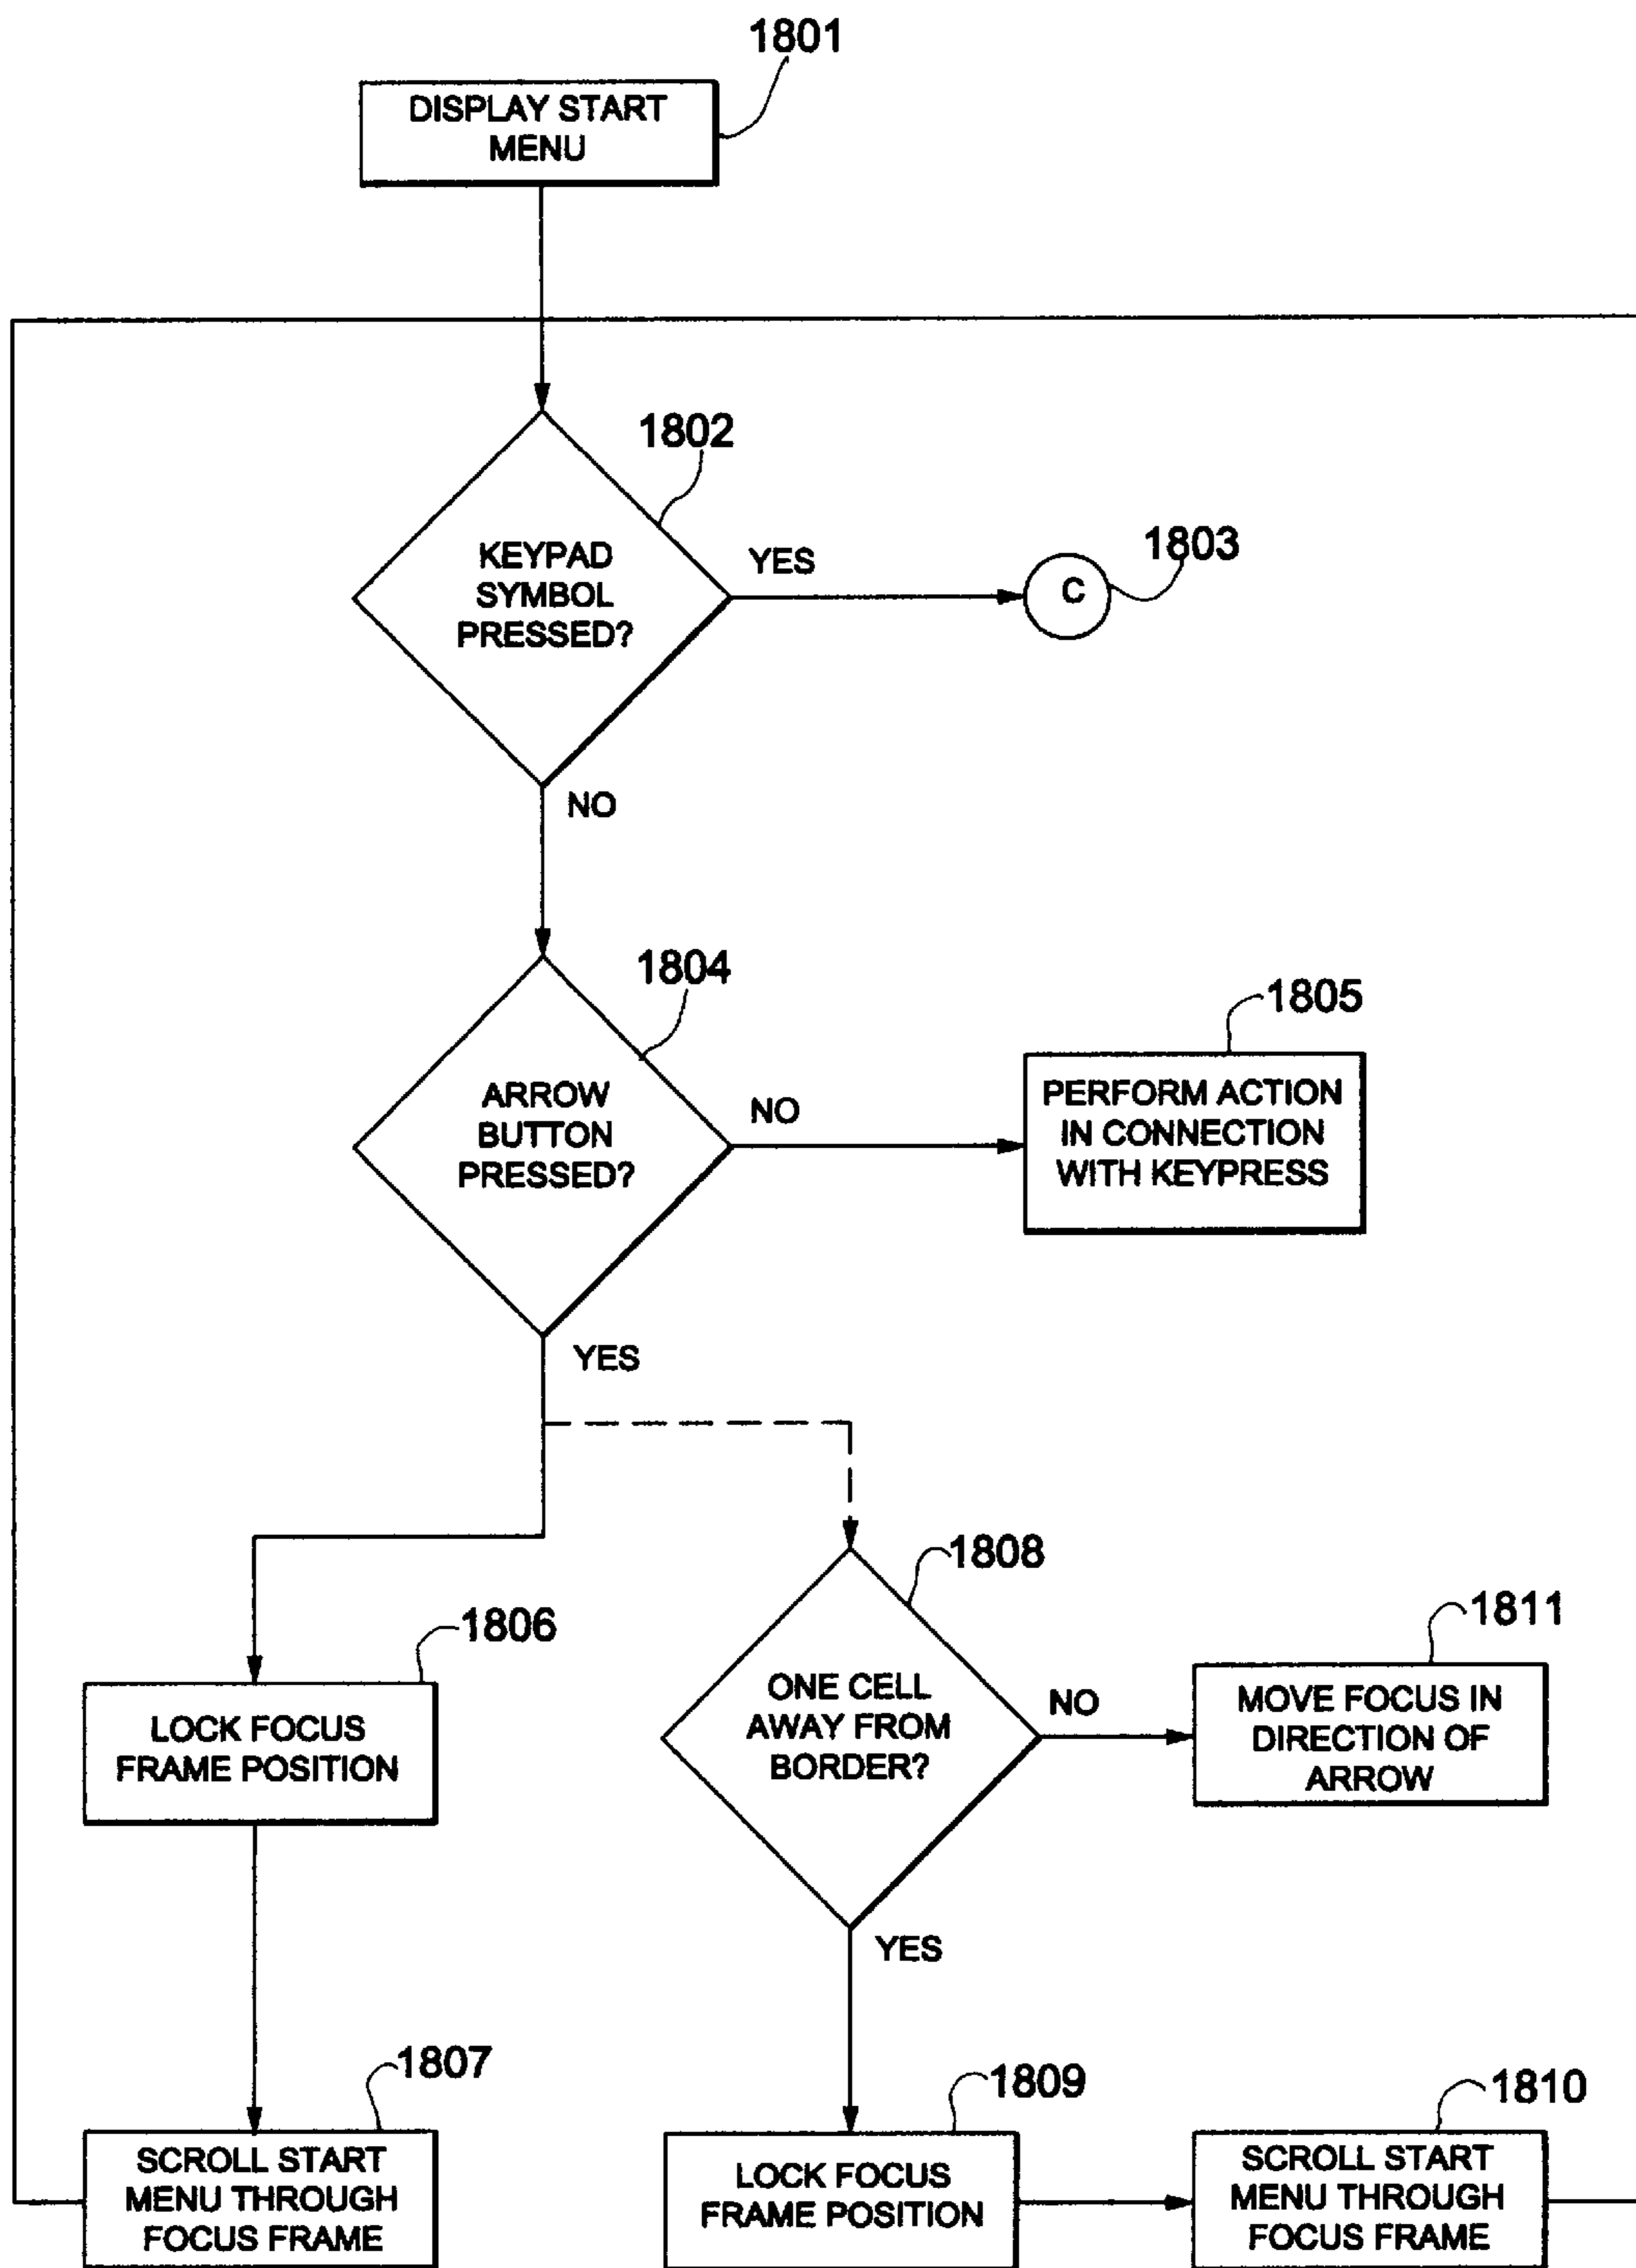 1801
DISPLAY START
MENU
1802
KEYPAD
SYMBOL
PRESSED?
YES
1803
C
NO
1804
ARROW
BUTTON
PRESSED?
NO
1805
PERFORM ACTION
IN CONNECTION
WITH KEYPRESS
YES
1806
LOCK FOCUS
FRAME POSITION
1808
ONE CELL
AWAY FROM
BORDER?
NO
1811
MOVE FOCUS IN
DIRECTION OF
ARROW
YES
1807
SCROLL START
MENU THROUGH
FOCUS FRAME
1809
LOCK FOCUS
FRAME POSITION
1810
SCROLL START
MENU THROUGH
FOCUS FRAME